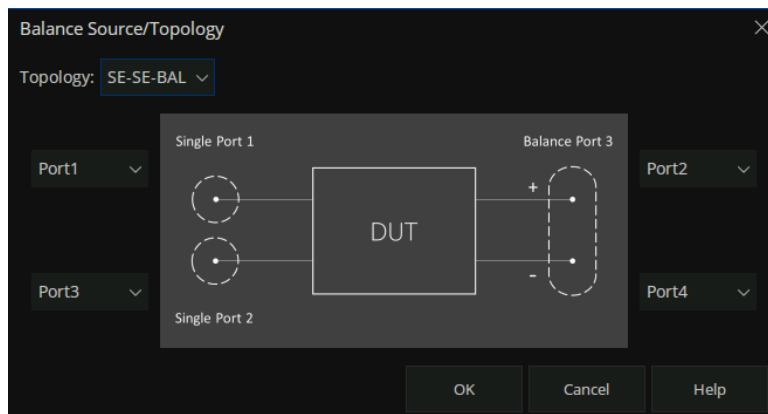 Balance Source/Topology
Topology: SE-SE-BAL
Single Port 1 Balance Port 3
Port1 Port2
+
DUT
-
Port3 Port4
Single Port 2
OK Cancel Help